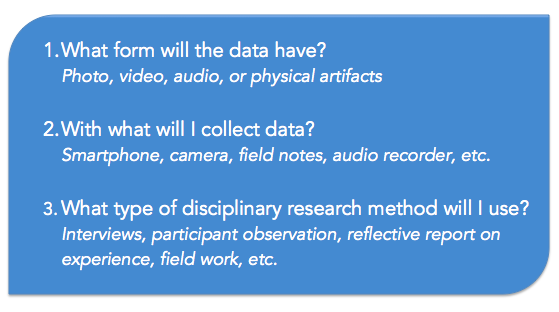 1. What form will the data have?
Photo, video, audio, or physical artifacts
2. With what will I collect data?
Smartphone, camera, field notes, audio recorder, etc.
3. What type of disciplinary research method will I use?
Interviews, participant observation, reflective report on
experience, field work, etc.